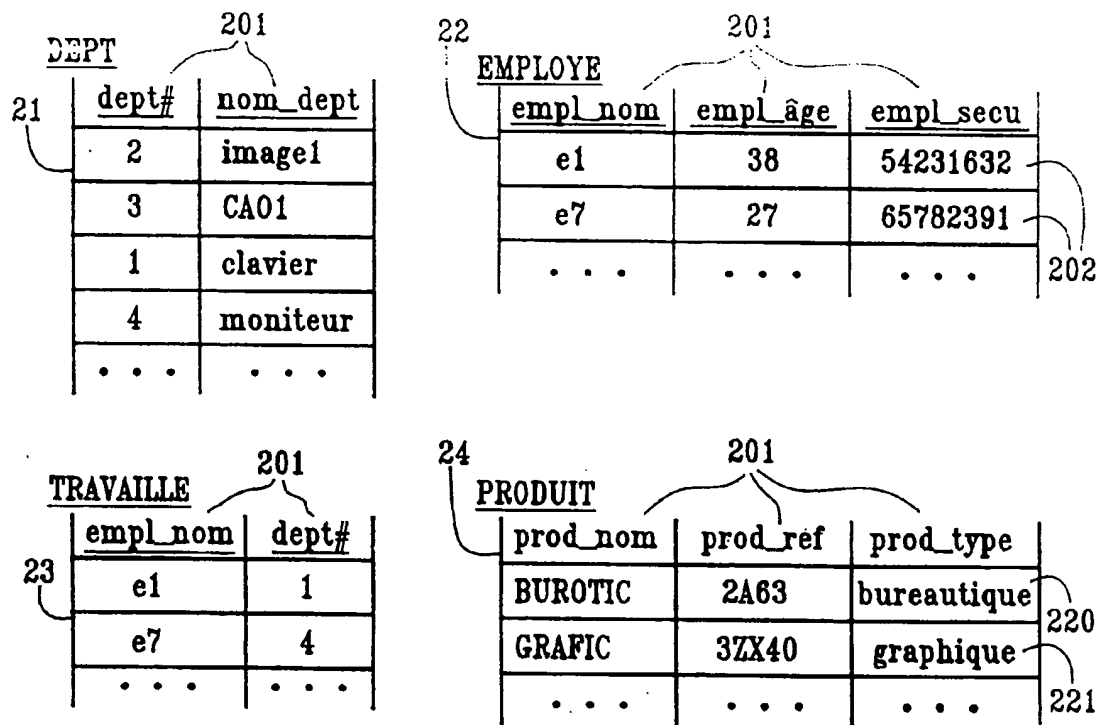 201
DEPT
21
dept# nom_dept
2 image1
3 CAO1
1 clavier
4 moniteur
. . . . . .
22
201
EMPLOYE
empl_nom empl_âge empl_secu
e1 38 54231632
e7 27 65782391
. . . . . . . . .
202
201
TRAVAILLE
empl_nom dept#
23
e1 1
e7 4
. . . . . .
24
201
PRODUIT
prod_nom prod_réf prod_type
BUROTIC 2A63 bureautique
220
GRAFIC 3ZX40 graphique
221
. . . . . . . . .